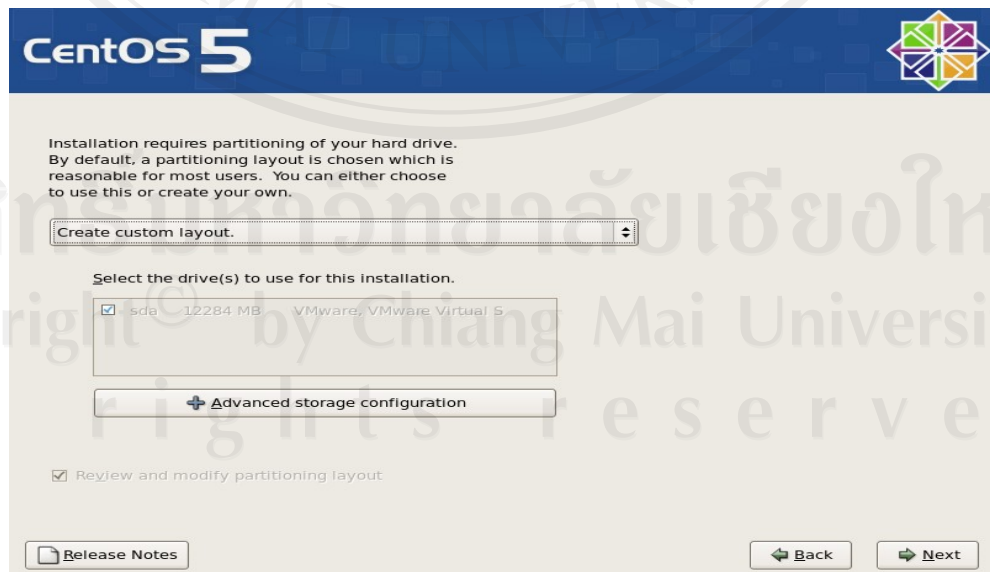 CentOS 5
Installation requires partitioning of your hard drive.
By default, a partitioning layout is chosen which is
reasonable for most users. You can either choose
to use this or create your own.
Create custom layout.
Select the drive(s) to use for this installation.
sda 12284 MB VMware, VMware Virtual S
Advanced storage configuration
Review and modify partitioning layout
Release Notes
Back
Next
by Chiang Mai Universi
rights reserve